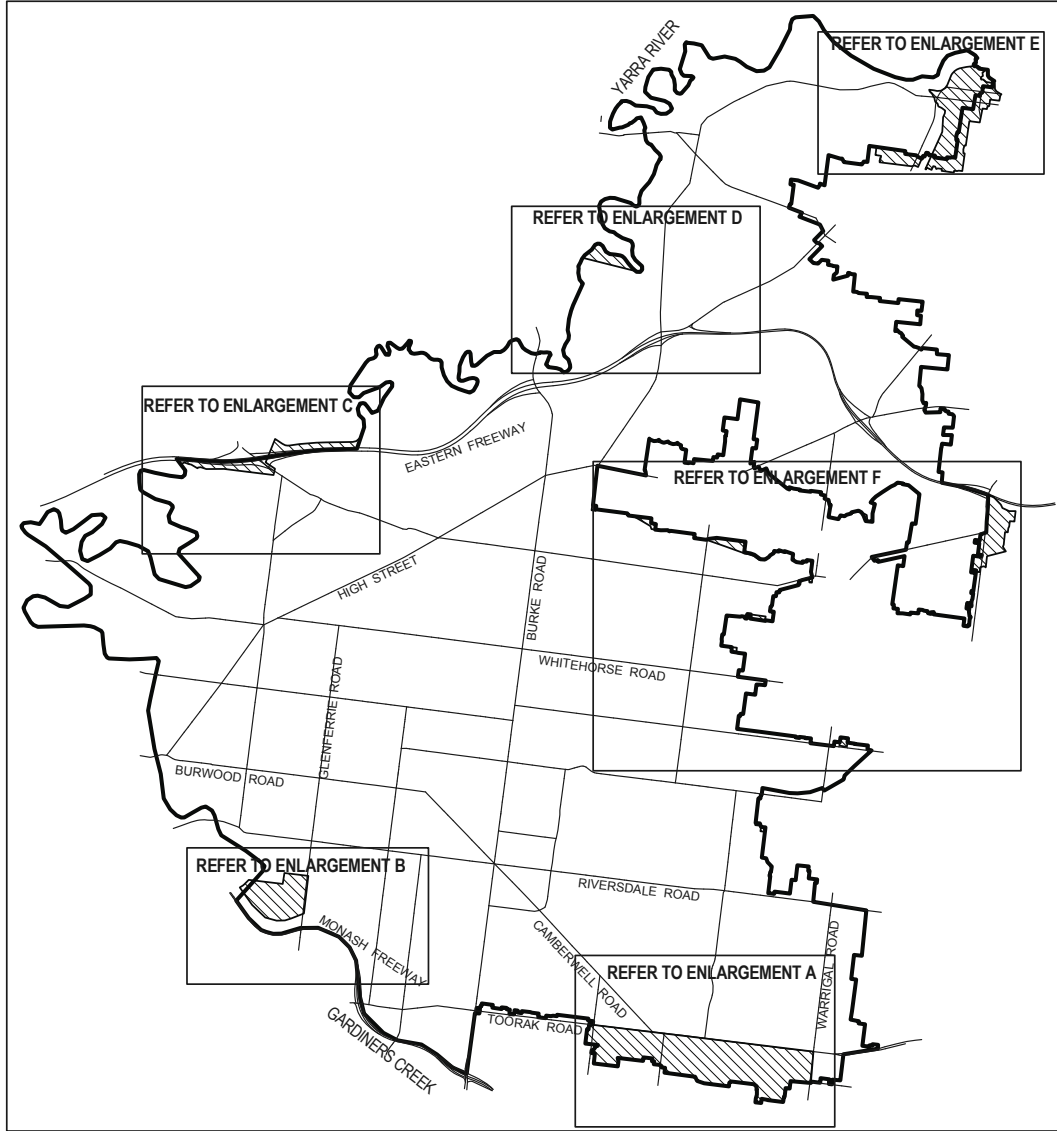 YARRA RIVER
REFER TO ENLARGEMENT E
REFER TO ENLARGEMENT D
REFER TO ENLARGEMENT C
EASTERN FREEWAY
REFER TO ENLARGEMENT F
HIGH STREET
BURKE ROAD
WHITEHORSE ROAD
GLENFERRIE ROAD
BURWOOD ROAD
REFER TO ENLARGEMENT B
RIVERSDALE ROAD
MONASH FREEWAY
CAMBERWELL ROAD
WARRIGAL ROAD
REFER TO ENLARGEMENT A
TOORAK ROAD
GARDINERS CREEK